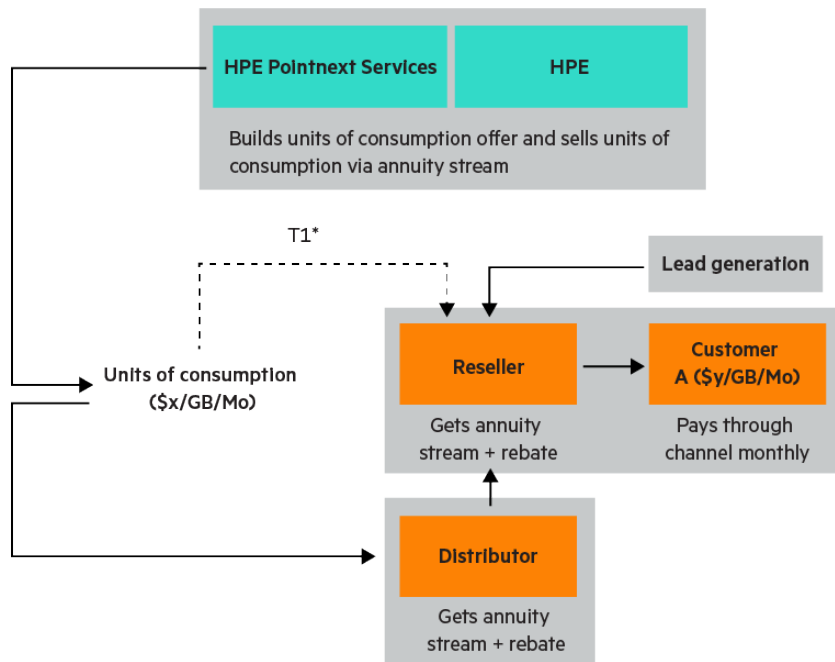 HPE Pointnext Services
HPE
Builds units of consumption offer and sells units of
consumption via annuity stream
T1*
Lead generation
Units of consumption
($x/GB/Mo)
Reseller
Customer
A ($y/GB/Mo)
Gets annuity
stream + rebate
Pays through
channel monthly
Distributor
Gets annuity
stream + rebate